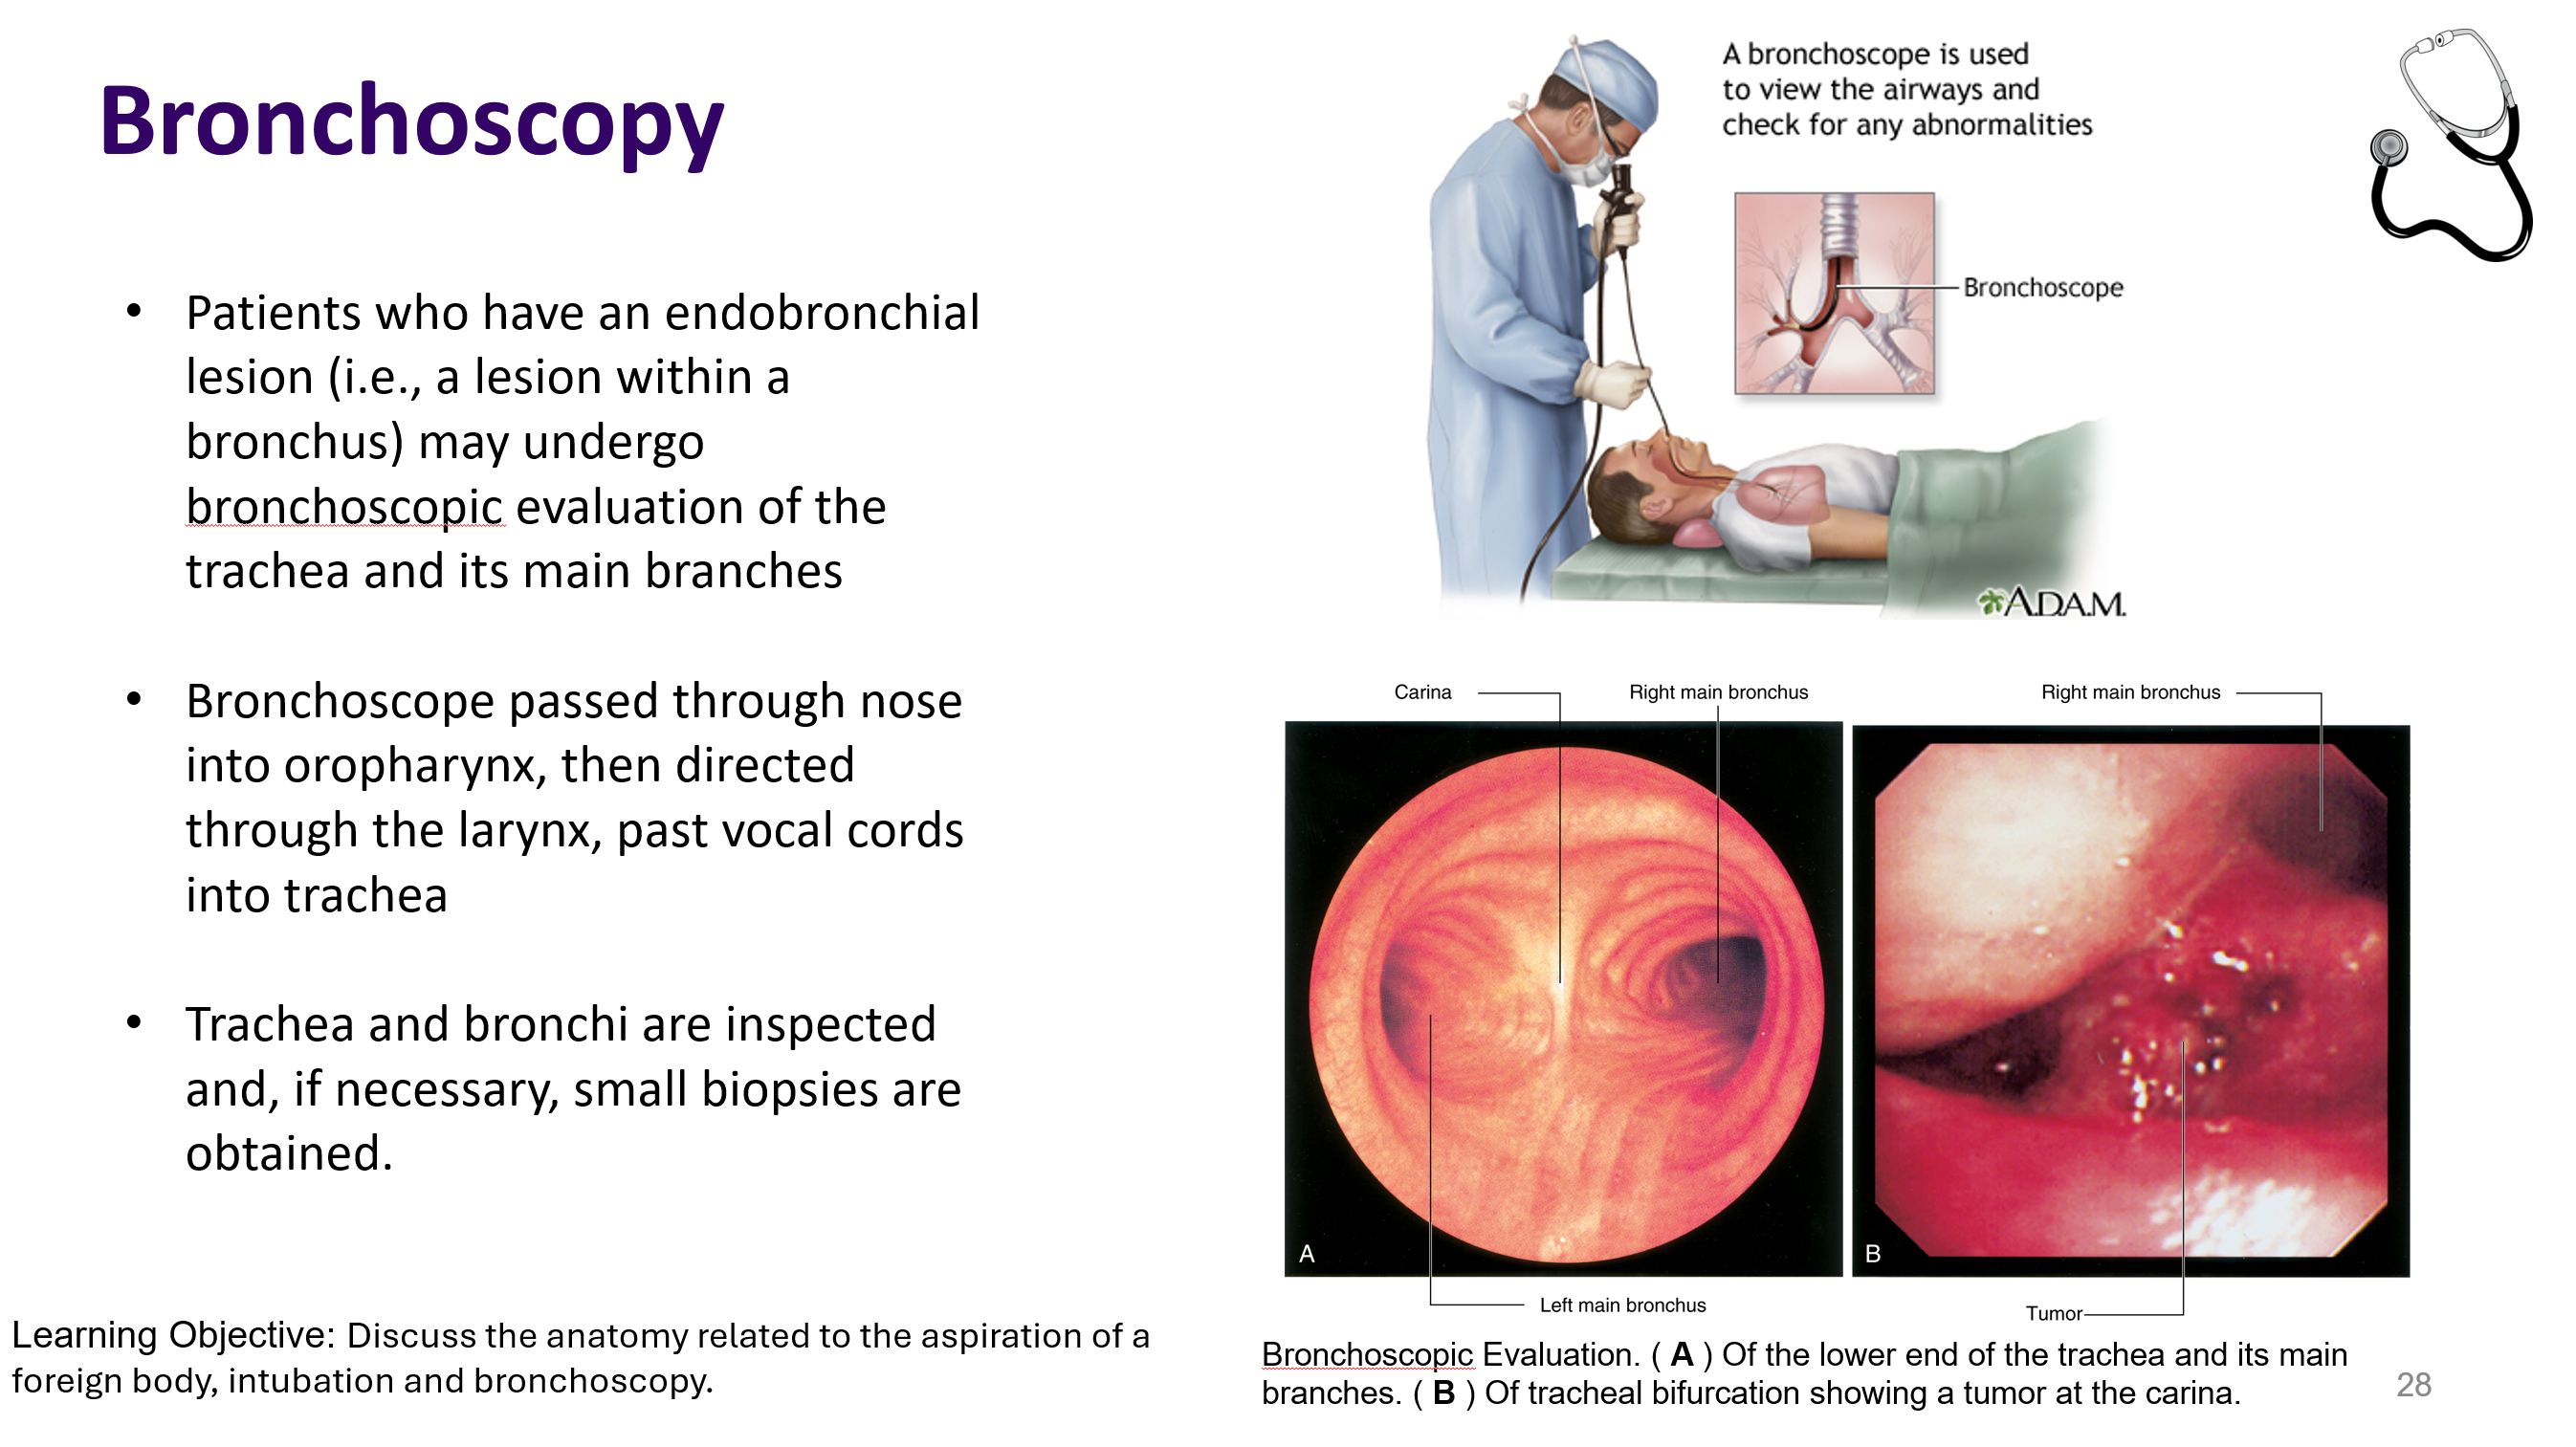 Bronchoscopy
• Patients who have an endobronchial
lesion (i.e., a lesion within a
bronchus) may undergo
bronchoscopic evaluation of the
trachea and its main branches
• Bronchoscope passed through nose
into oropharynx, then directed
through the larynx, past vocal cords
into trachea
• Trachea and bronchi are inspected
and, if necessary, small biopsies are
obtained.
Learning Objective: Discuss the anatomy related to the aspiration of a
foreign body, intubation and bronchoscopy.
A bronchoscope is used
to view the airways and
check for any abnormalities
Bronchoscope
A.D.A.M.
Carina
Right main bronchus
Right main bronchus
A
B
Left main bronchus
Tumor
Bronchoscopic Evaluation. ( A ) Of the lower end of the trachea and its main
branches. ( B ) Of tracheal bifurcation showing a tumor at the carina.
28